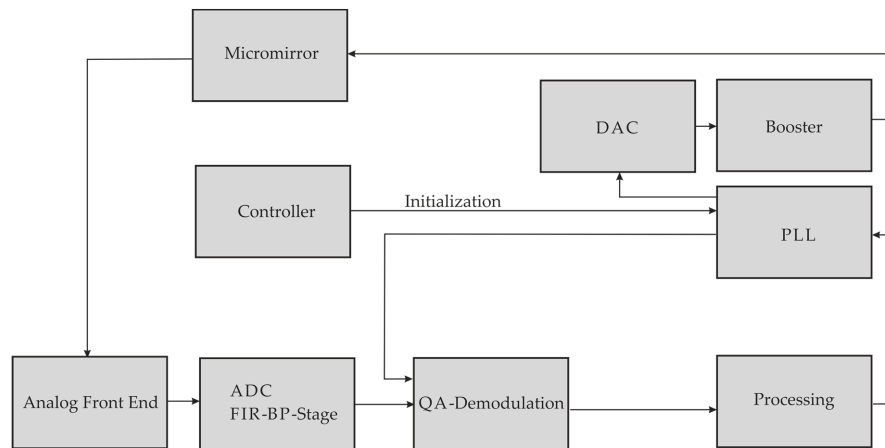 Micromirror
DAC
Booster
Controller
Initialization
PLL
Analog Front End
ADC
FIR-BP-Stage
QA-Demodulation
Processing